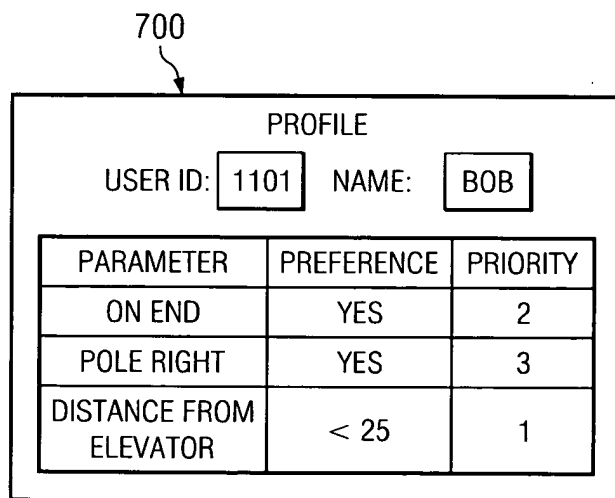 700
PROFILE
USER ID: 1101 NAME: BOB
PARAMETER PREFERENCE PRIORITY
ON END YES 2
POLE RIGHT YES 3
DISTANCE FROM
ELEVATOR < 25 1